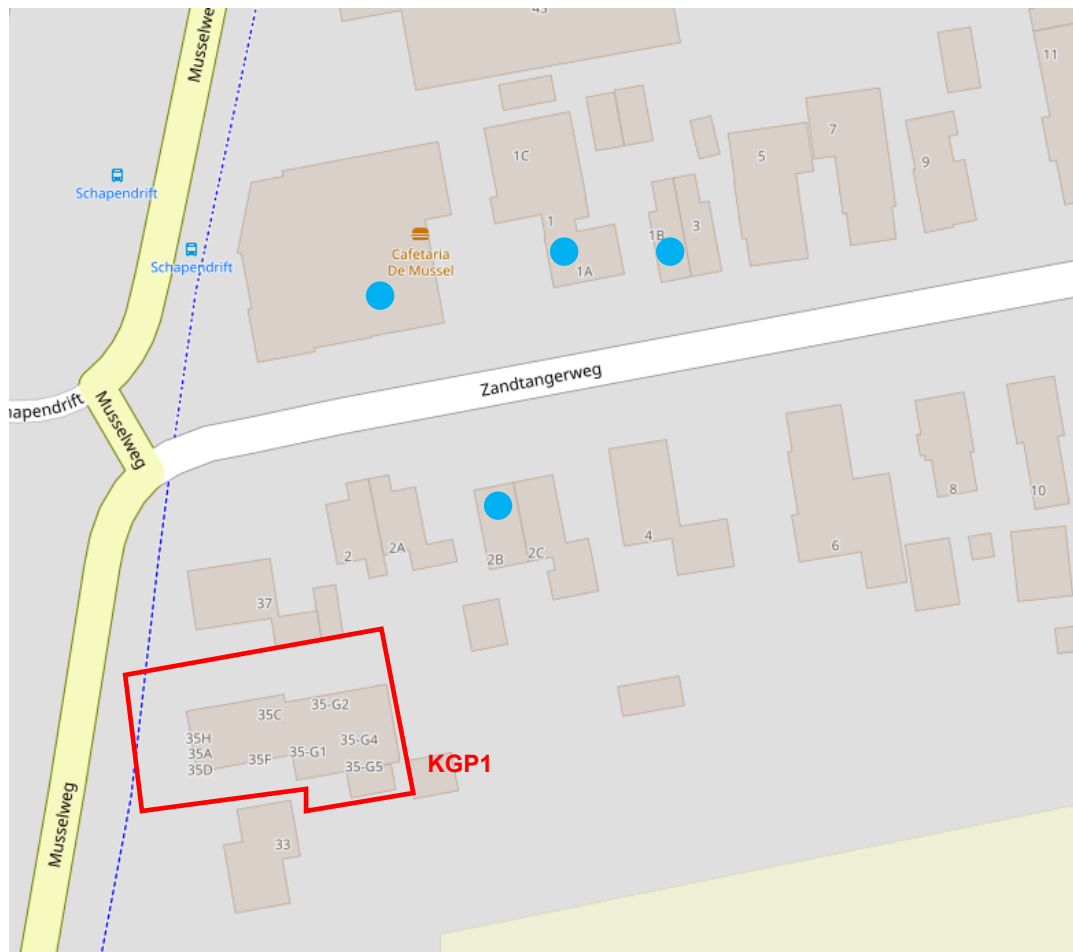 Musselwe
43
11
1C
7
5
9
Schapendrift
1
3
1B
Schapendrift
Cafetaria
De Mussel
1A
Zandtangerweg
hapendrift
Musselweg
8
10
2A
2
2B
2C
4
6
37
35-G2
35C
35H
35-G4
35A
35-G1
35F
35D
35-G5
KGP1
Musselweg
33